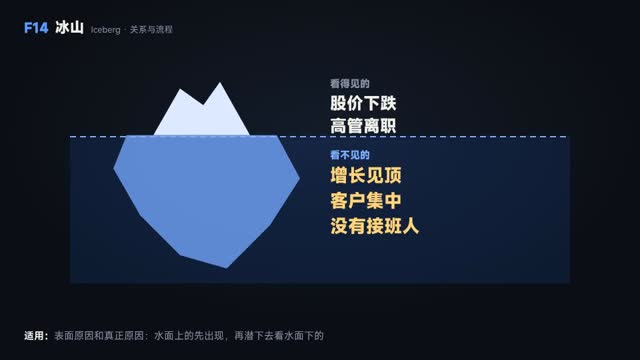 F14 冰山 Iceberg · 关系与流程
看得见的
股价下跌
高管离职
看不见的
增长见顶
客户集中
没有接班人
适用：表面原因和真正原因：水面上的先出现，再潜下去看水面下的